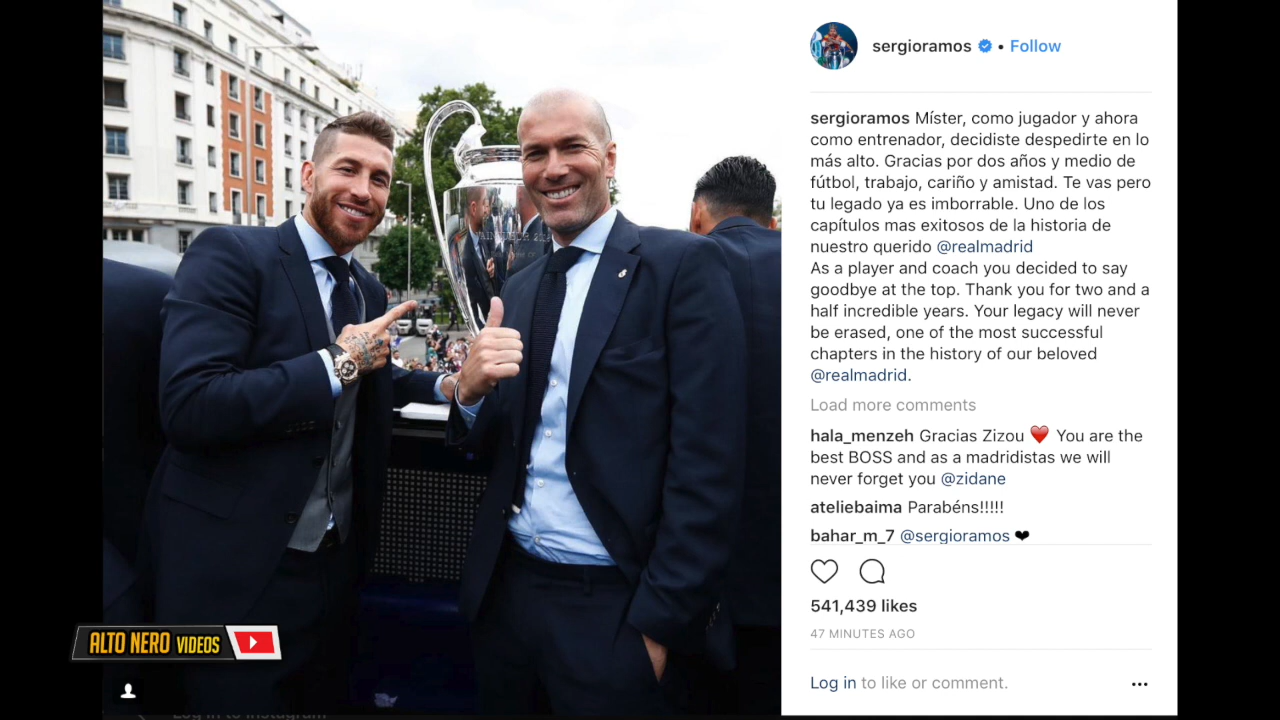 sergioramos • Follow
sergioramos Míster, como jugador y ahora
como entrenador, decidiste despedirte en lo
más alto. Gracias por dos años y medio de
fútbol, trabajo, cariño y amistad. Te vas pero
tu legado ya es imborrable. Uno de los
capítulos mas exitosos de la historia de
nuestro querido @realmadrid
As a player and coach you decided to say
goodbye at the top. Thank you for two and a
half incredible years. Your legacy will never
be erased, one of the most successful
chapters in the history of our beloved
@realmadrid.
Load more comments
hala_menzeh Gracias Zizou ❤️ You are the
best BOSS and as a madridistas we will
never forget you @zidane
ateliebaima Parabéns!!!!!
bahar_m_7 @sergioramos ❤
541,439 likes
47 MINUTES AGO
Log in to like or comment.
ALTO NERO VIDEOS
Log in to Instagram